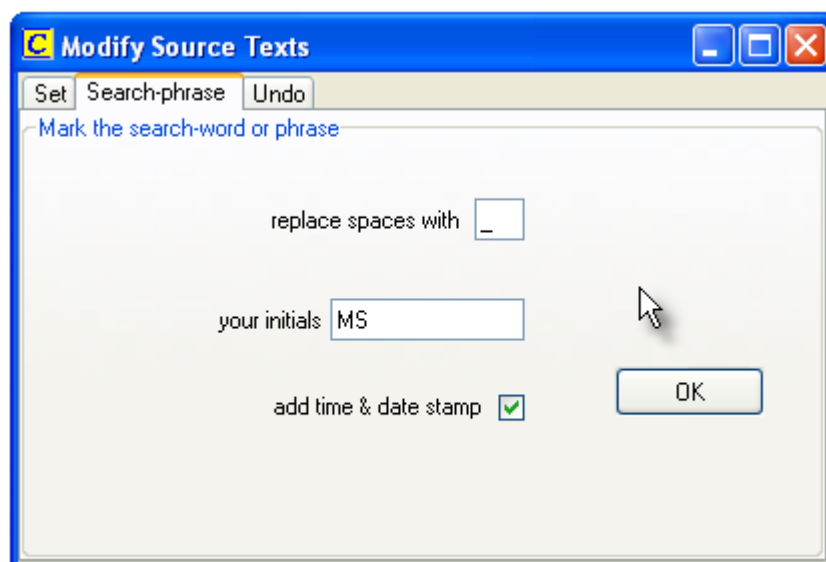 C Modify Source Texts
Set Search-phrase Undo
Mark the search-word or phrase
replace spaces with _
your initials MS
add time & date stamp
OK